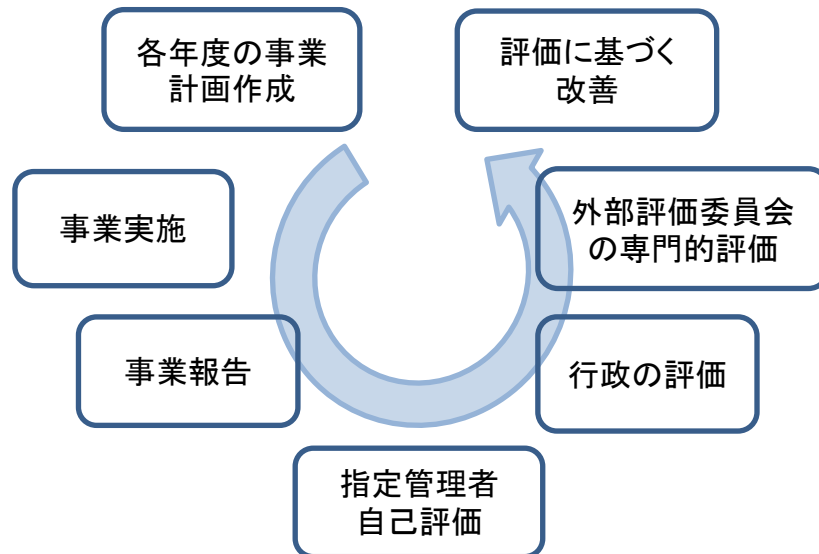 各年度の事業
計画作成
評価に基づく
改善
事業実施
外部評価委員会
の専門的評価
事業報告
行政の評価
指定管理者
自己評価